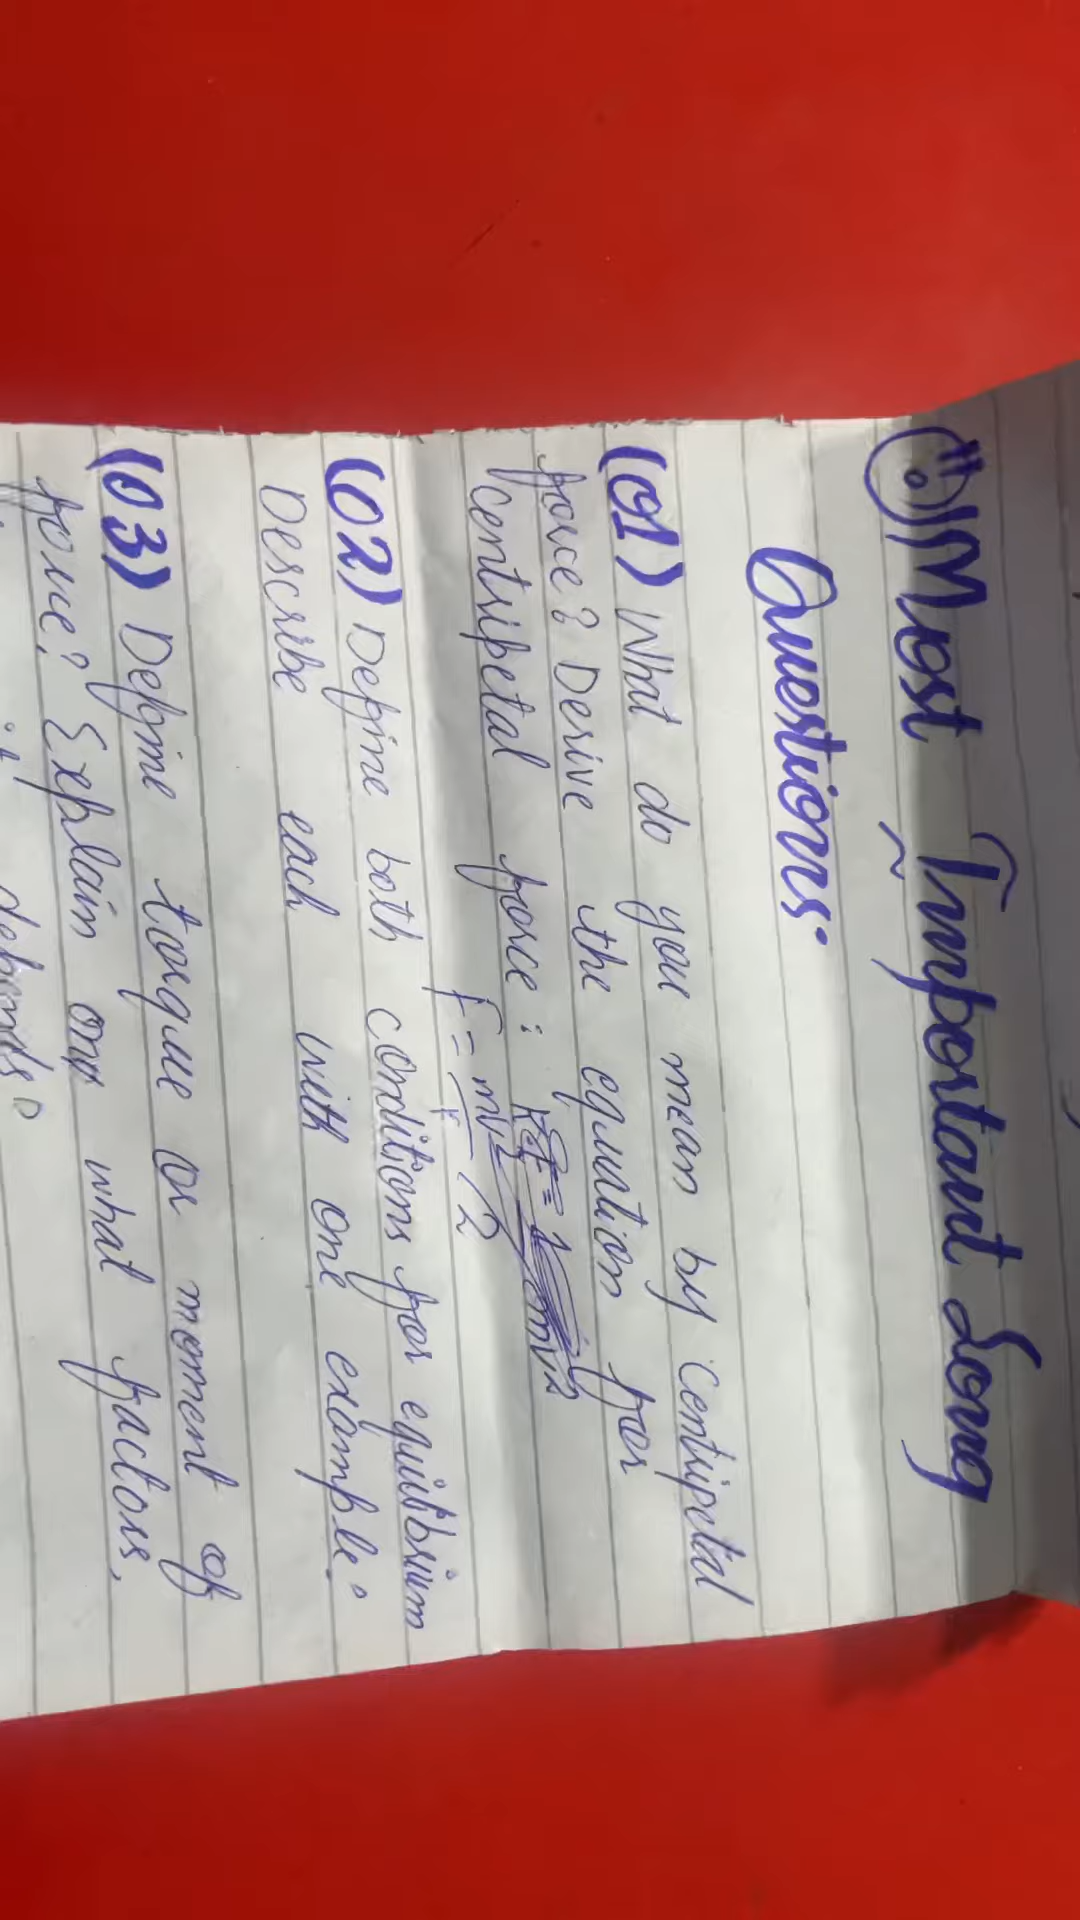 Most Important Long
Questions:
(01) What do you mean by centripetal
force? Derive the equation for
centripetal force:
F = mv²/r
(02) Define both conditions for equilibrium
Describe each with one example.
(03) Define torque or moment of
force? Explain on what factors,
it depends.